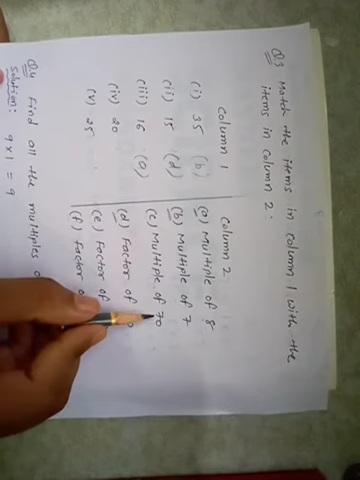 Q3 Match the items in column 1 with the
items in column 2:
Column 1 Column 2
(i) 35 (b) (a) Multiple of 8
(ii) 15 (d) (b) Multiple of 7
(iii) 16 (a) (c) Multiple of 70
(iv) 20 (d) Factor of
(v) 25 (e) Factor of
(f) Factor
Q4 Find all the multiples
Solution: 9 x 1 = 9